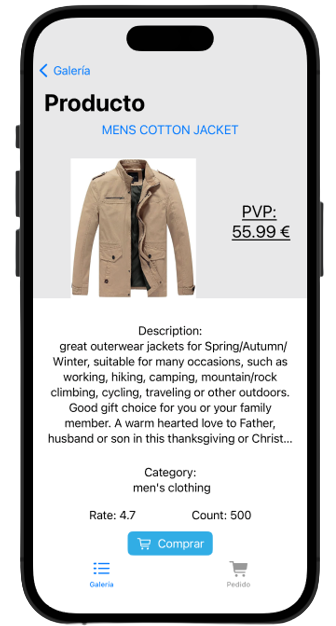 Galería
Producto
MENS COTTON JACKET
PVP:
55.99 €
Description:
great outerwear jackets for Spring/Autumn/
Winter, suitable for many occasions, such as
working, hiking, camping, mountain/rock
climbing, cycling, traveling or other outdoors.
Good gift choice for you or your family
member. A warm hearted love to Father,
husband or son in this thanksgiving or Christ...
Category:
men's clothing
Rate: 4.7 Count: 500
Comprar
Galería Pedido